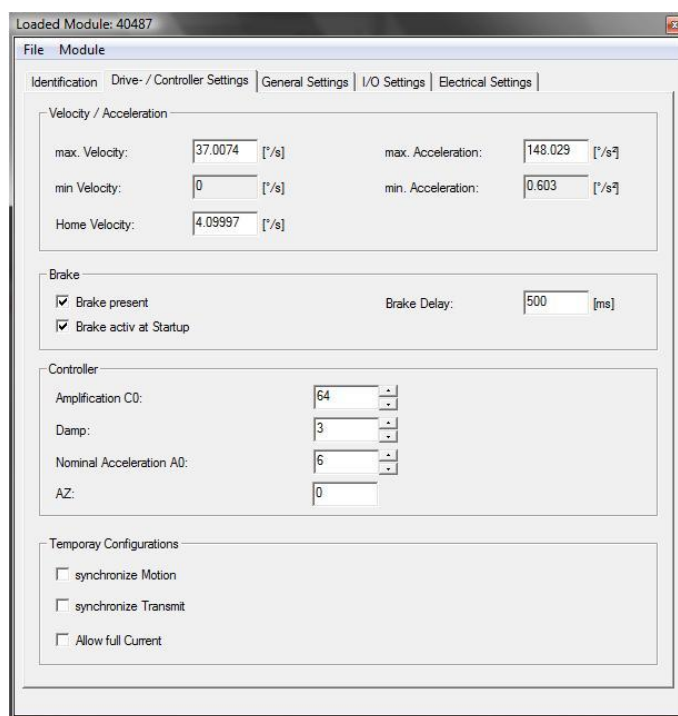 Loaded Module: 40487
File Module
Identification Drive- / Controller Settings General Settings I/O Settings Electrical Settings
Velocity / Acceleration
max. Velocity: 37.0074 [°/s] max. Acceleration: 148.029 [°/s²]
min Velocity: 0 [°/s] min. Acceleration: 0.603 [°/s²]
Home Velocity: 4.09997 [°/s]
Brake
Brake present Brake Delay: 500 [ms]
Brake activ at Startup
Controller
Amplification C0: 64
Damp: 3
Nominal Acceleration A0: 6
AZ: 0
Temporay Configurations
synchronize Motion
synchronize Transmit
Allow full Current